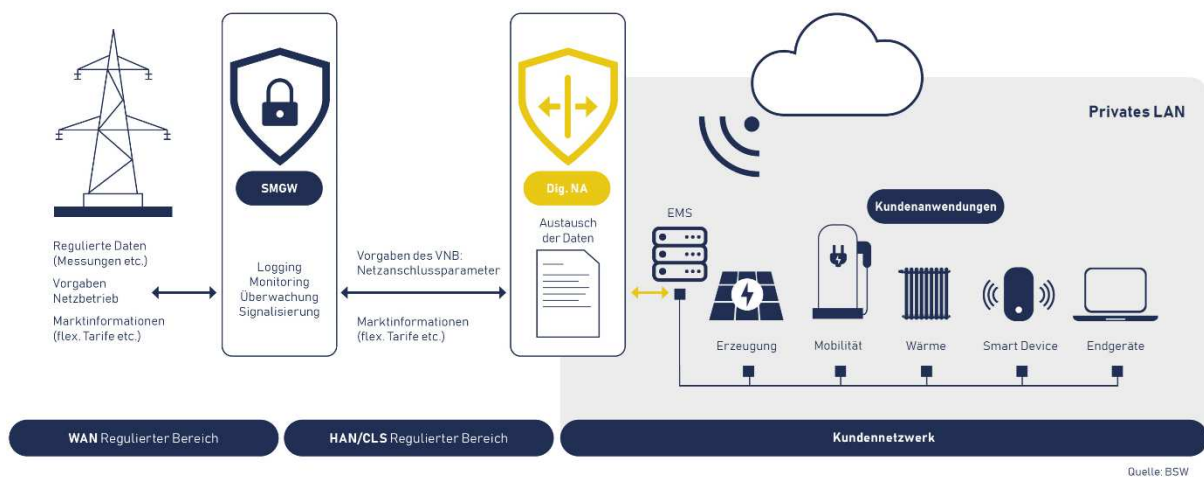 Privates LAN
SMGW
Dig. NA
Kundenanwendungen
EMS
Regulierte Daten
(Messungen etc.)
Vorgaben
Netzbetrieb
Marktinformationen
(flex. Tarife etc.)
Logging
Monitoring
Überwachung
Signalisierung
Vorgaben des VNB:
Netzanschlussparameter
Marktinformationen
(flex. Tarife etc.)
Austausch
der Daten
Erzeugung
Mobilität
Wärme
Smart Device
Endgeräte
WAN Regulierter Bereich
HAN/CLS Regulierter Bereich
Kundennetzwerk
Quelle: BSW